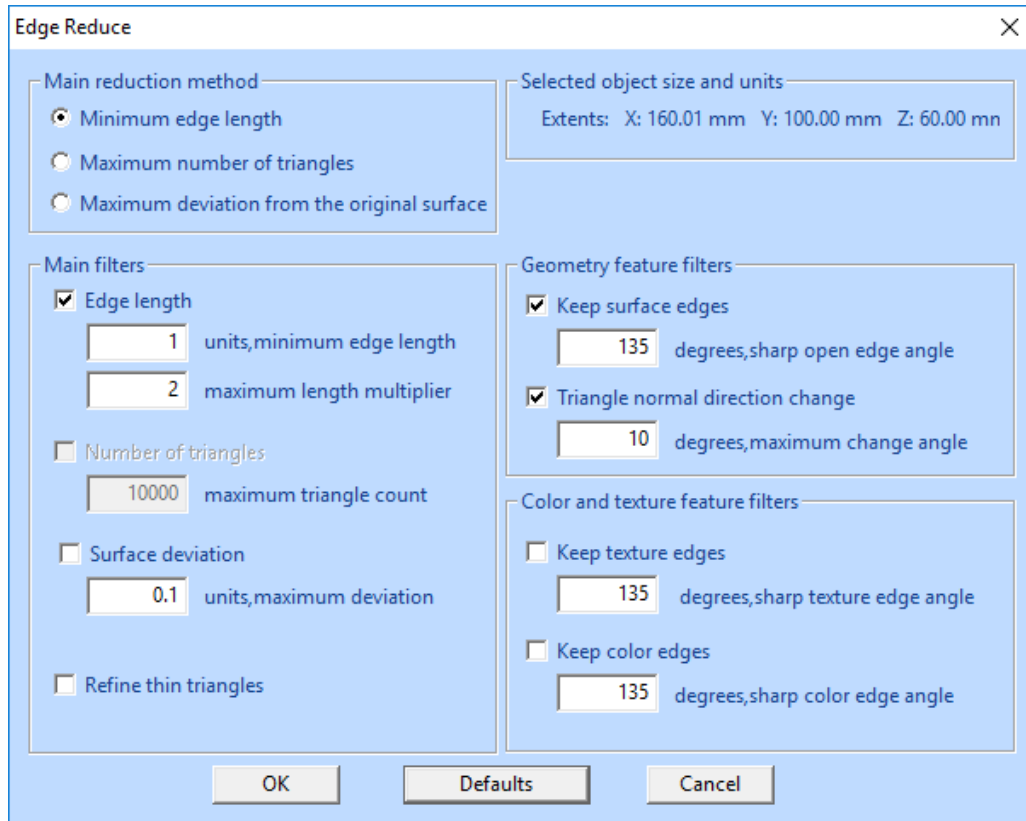 Edge Reduce
Main reduction method
Minimum edge length
Maximum number of triangles
Maximum deviation from the original surface
Selected object size and units
Extents: X: 160.01 mm Y: 100.00 mm Z: 60.00 mm
Main filters
Edge length
1 units,minimum edge length
2 maximum length multiplier
Number of triangles
10000 maximum triangle count
Surface deviation
0.1 units,maximum deviation
Refine thin triangles
Geometry feature filters
Keep surface edges
135 degrees,sharp open edge angle
Triangle normal direction change
10 degrees,maximum change angle
Color and texture feature filters
Keep texture edges
135 degrees,sharp texture edge angle
Keep color edges
135 degrees,sharp color edge angle
OK Defaults Cancel